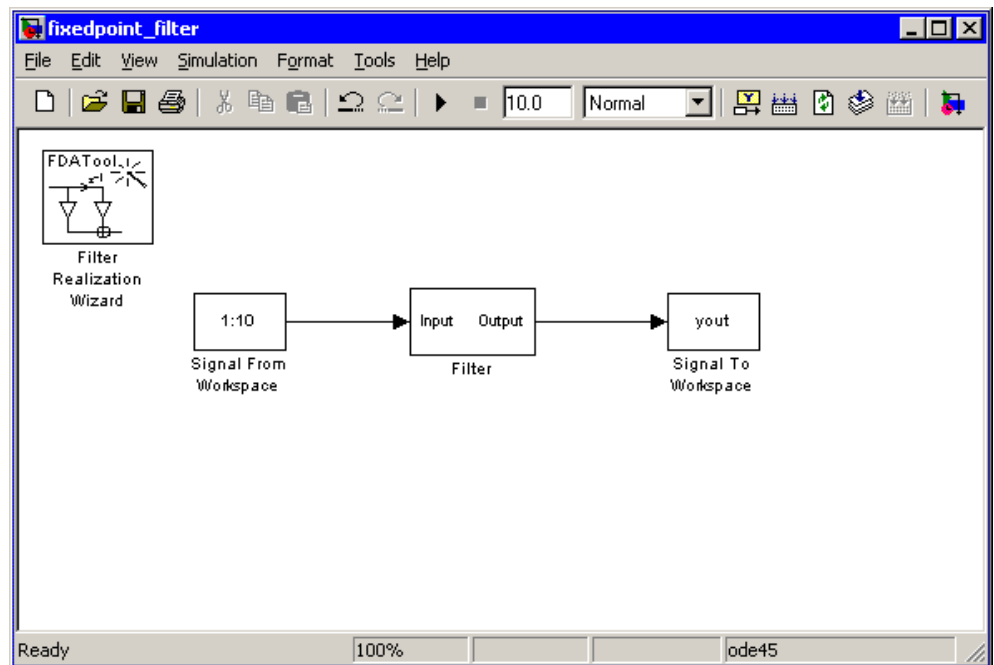 fixedpoint_filter
File Edit View Simulation Format Tools Help
10.0 Normal
FDATool
z-1
Filter
Realization
Wizard
1:10
Signal From
Workspace
Input Output
Filter
yout
Signal To
Workspace
Ready 100% ode45